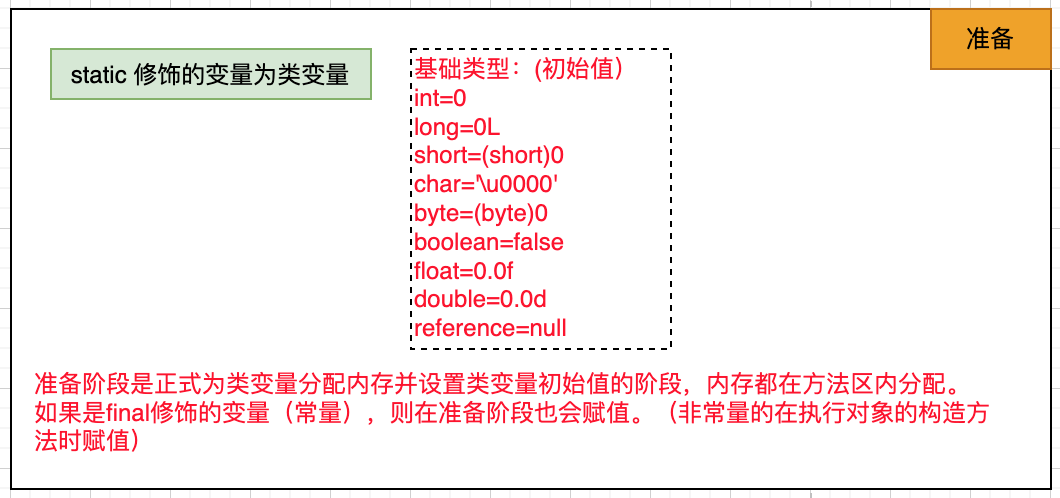 准备
static 修饰的变量为类变量
基础类型：(初始值）
int=0
long=0L
short=(short)0
char='\u0000'
byte=(byte)0
boolean=false
float=0.0f
double=0.0d
reference=null
准备阶段是正式为类变量分配内存并设置类变量初始值的阶段，内存都在方法区内分配。
如果是final修饰的变量（常量），则在准备阶段也会赋值。（非常量的在执行对象的构造方
法时赋值）